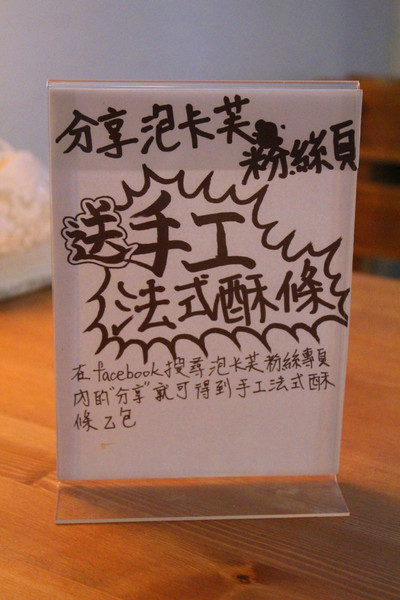 分享泡卡芙粉絲頁
送手工
法式酥條
在facebook搜尋泡卡芙粉絲專頁
內的"分享"就可得到手工法式酥
條乙包